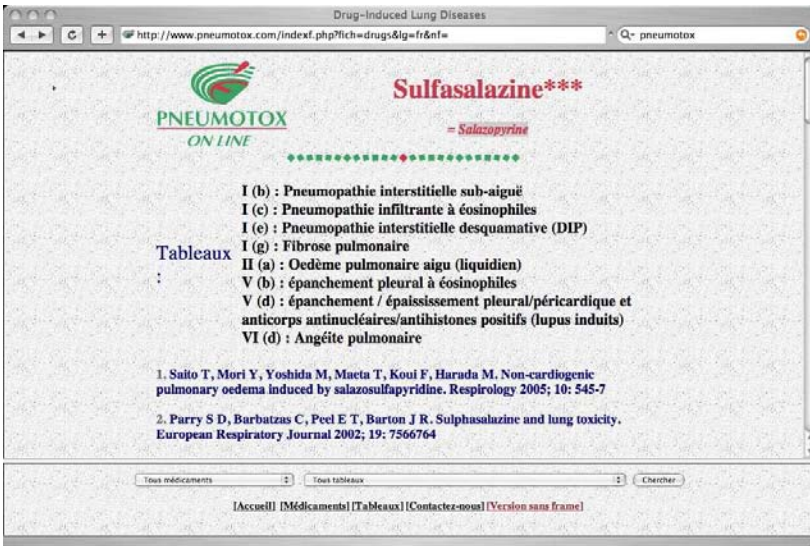 Drug-Induced Lung Diseases
http://www.pneumotox.com/indexf.php?fich=drugs&lg=fr&nf=
pneumotox
PNEUMOTOX
ON LINE
Sulfasalazine***
= Salazopyrine
Tableaux
:
I (b) : Pneumopathie interstitielle sub-aiguë
I (c) : Pneumopathie infiltrante à éosinophiles
I (e) : Pneumopathie interstitielle desquamative (DIP)
I (g) : Fibrose pulmonaire
II (a) : Oedème pulmonaire aigu (liquidien)
V (b) : épanchement pleural à éosinophiles
V (d) : épanchement / épaississement pleural/péricardique et
anticorps antinucléaires/antihistones positifs (lupus induits)
VI (d) : Angéite pulmonaire
1. Saito T, Mori Y, Yoshida M, Maeta T, Koui F, Harada M. Non-cardiogenic
pulmonary oedema induced by salazosulfapyridine. Respirology 2005; 10: 545-7
2. Parry S D, Barbatzas C, Peel E T, Barton J R. Sulphasalazine and lung toxicity.
European Respiratory Journal 2002; 19: 7566764
Tous médicaments
Tous tableaux
Chercher
[Accueil] [Médicaments] [Tableaux] [Contactez-nous] [Version sans frame]